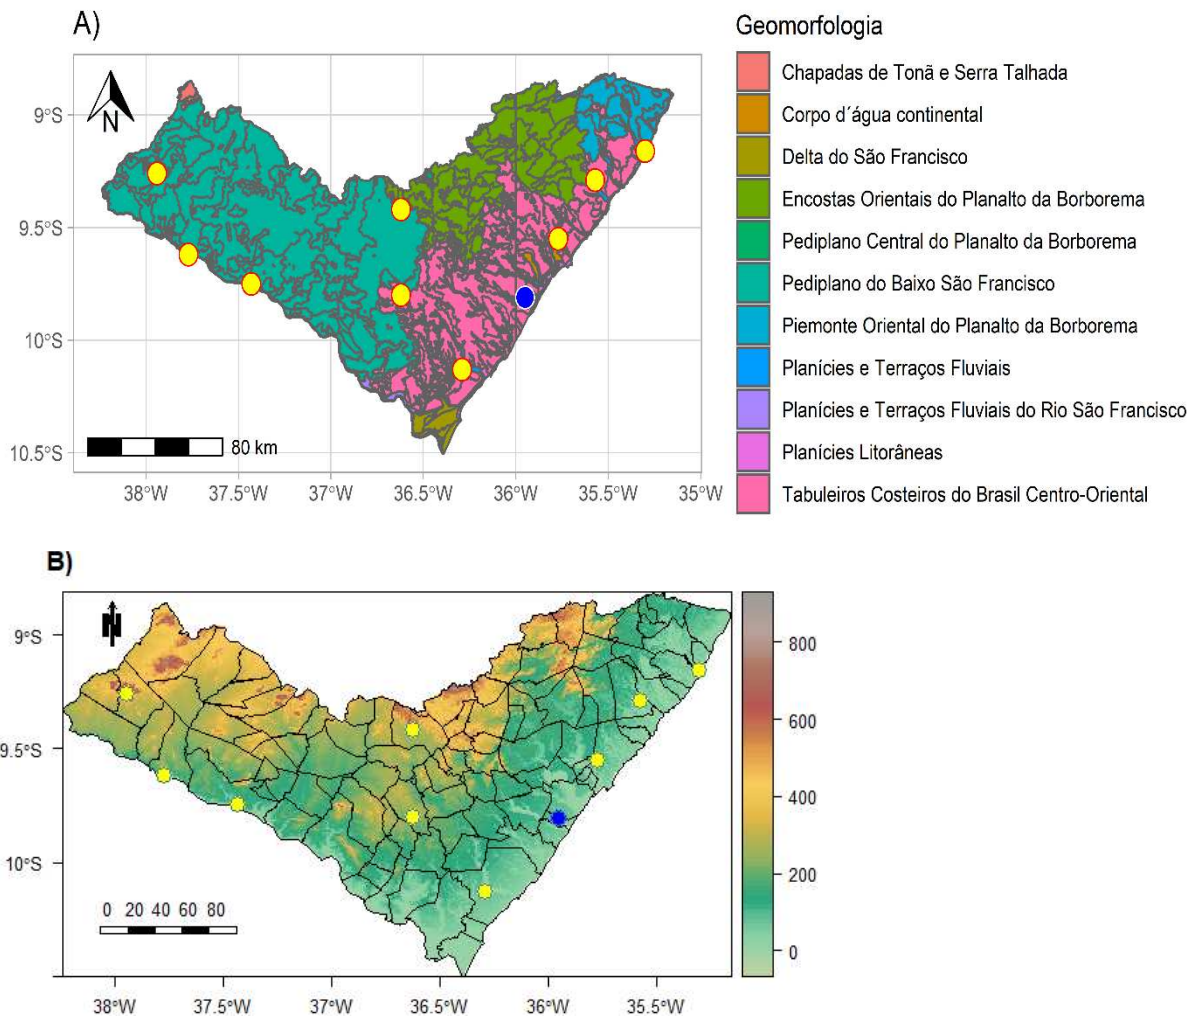 A)
Geomorfologia
Chapadas de Tonã e Serra Talhada
Corpo d´água continental
Delta do São Francisco
Encostas Orientais do Planalto da Borborema
Pediplano Central do Planalto da Borborema
Pediplano do Baixo São Francisco
Piemonte Oriental do Planalto da Borborema
Planícies e Terraços Fluviais
Planícies e Terraços Fluviais do Rio São Francisco
Planícies Litorâneas
Tabuleiros Costeiros do Brasil Centro-Oriental
N
9°S
9.5°S
10°S
10.5°S
80 km
38°W 37.5°W 37°W 36.5°W 36°W 35.5°W 35°W
B)
N
9°S
9.5°S
10°S
0 20 40 60 80
38°W 37.5°W 37°W 36.5°W 36°W 35.5°W
800
600
400
200
0